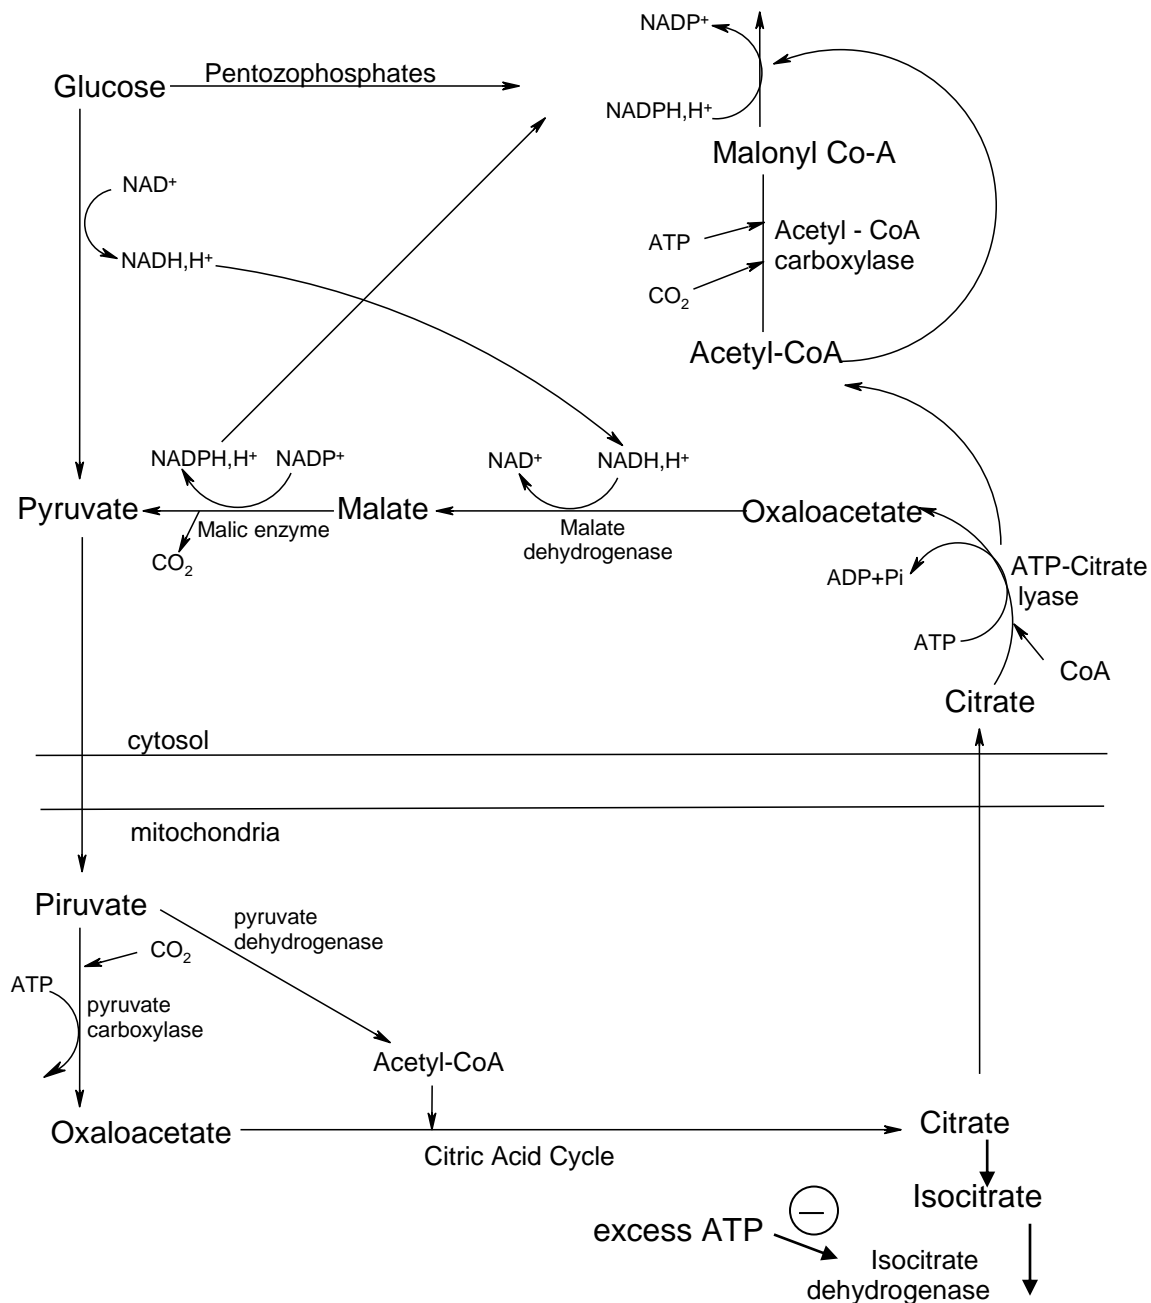 NADP+
Pentozophosphates
Glucose
NADPH,H+
Malonyl Co-A
NAD+
ATP
Acetyl - CoA
carboxylase
NADH,H+
CO2
Acetyl-CoA
NADPH,H+ NADP+
NAD+ NADH,H+
Pyruvate
Malic enzyme
Malate
Malate
dehydrogenase
Oxaloacetate
CO2
ADP+Pi
ATP-Citrate
lyase
ATP
CoA
Citrate
cytosol
mitochondria
Piruvate
pyruvate
dehydrogenase
CO2
ATP
pyruvate
carboxylase
Acetyl-CoA
Oxaloacetate
Citric Acid Cycle
Citrate
Isocitrate
excess ATP
—
Isocitrate
dehydrogenase